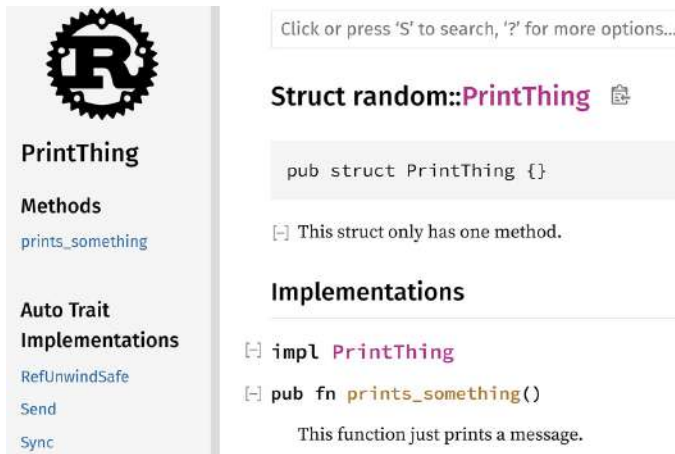 R
PrintThing
Methods
prints_something
Auto Trait
Implementations
RefUnwindSafe
Send
Sync
Click or press ‘S’ to search, ‘?’ for more options…
Struct random::PrintThing
pub struct PrintThing {}
[-] This struct only has one method.
Implementations
[-] impl PrintThing
[-] pub fn prints_something()
This function just prints a message.